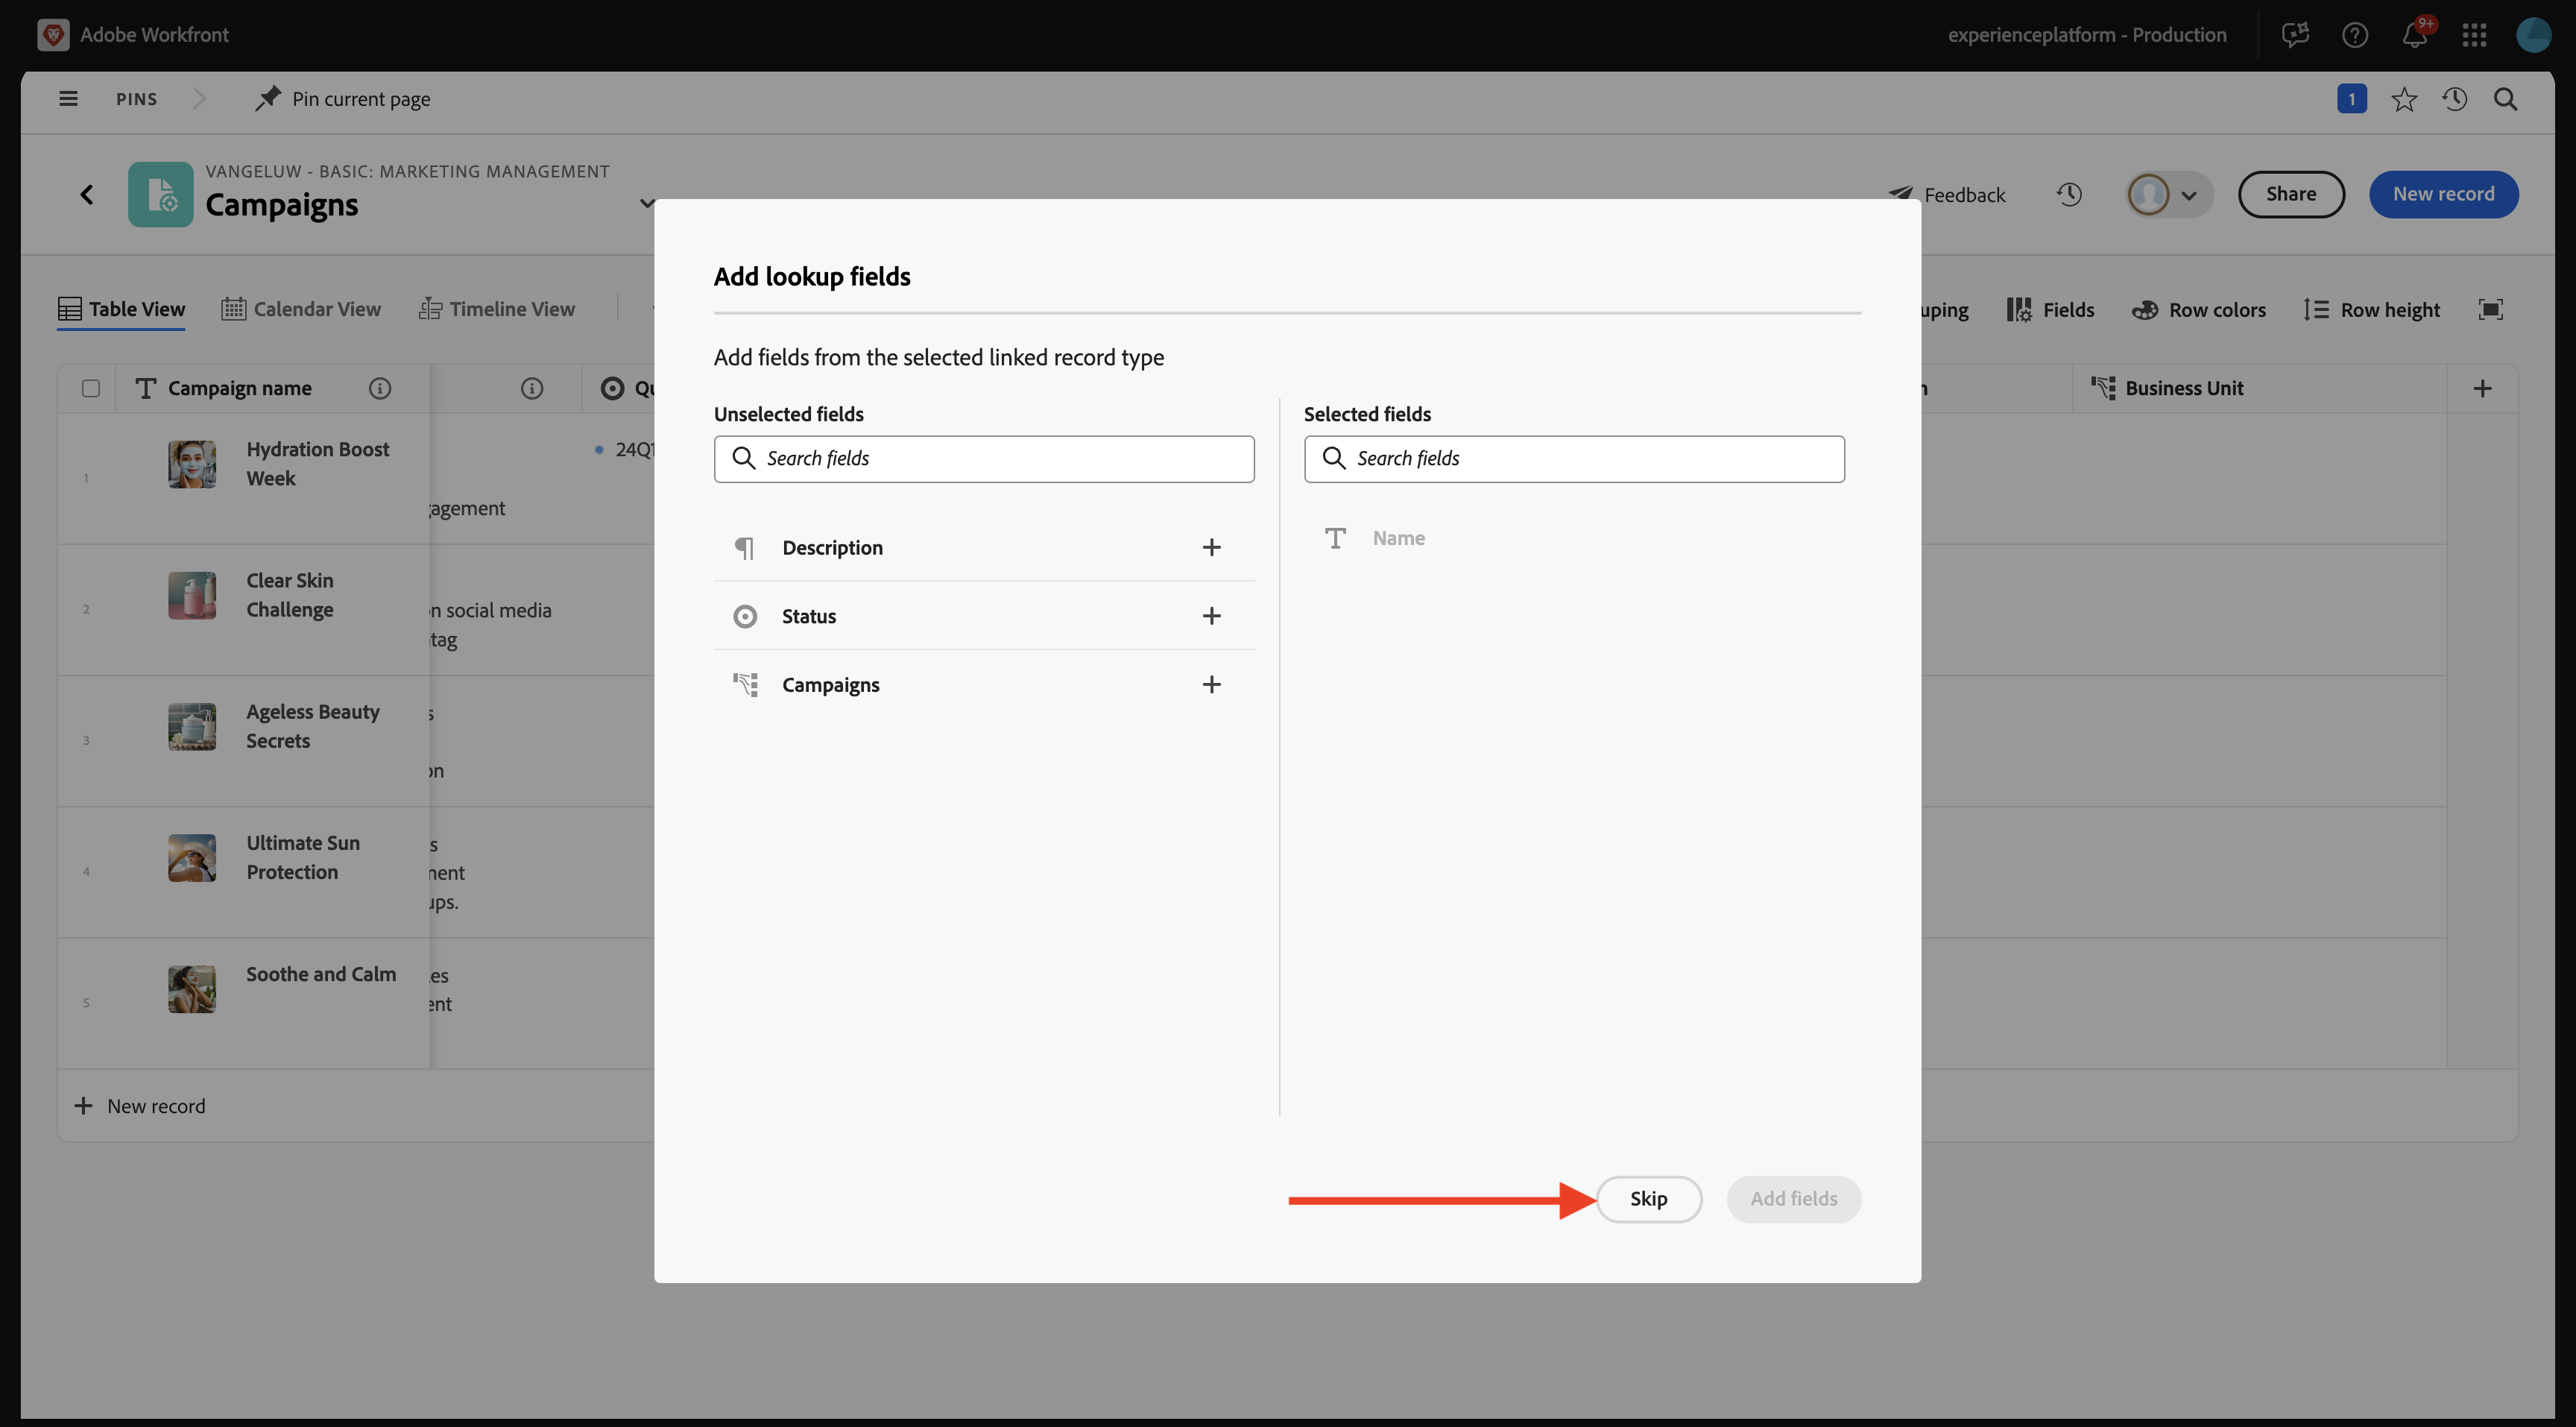 Adobe Workfront
experienceplatform - Production
9+
PINS
Pin current page
1
VANGELUW - BASIC: MARKETING MANAGEMENT
Campaigns
Feedback
Share
New record
Table View
Calendar View
Timeline View
uping
Fields
Row colors
Row height
Campaign name
Qu
Business Unit
1
Hydration Boost
Week
gagement
24Q1
2
Clear Skin
Challenge
n social media
tag
3
Ageless Beauty
Secrets
s
on
4
Ultimate Sun
Protection
s
nent
ups.
5
Soothe and Calm
les
ent
New record
Add lookup fields
Add fields from the selected linked record type
Unselected fields
Search fields
Description
Status
Campaigns
Selected fields
Search fields
Name
Skip
Add fields